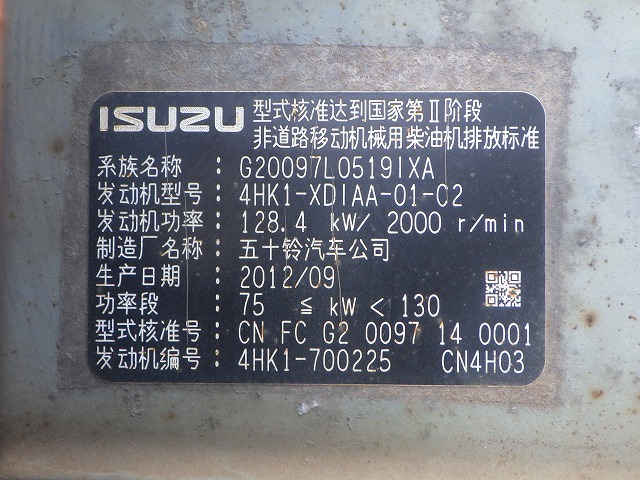 ISUZU 型式核准达到国家第Ⅱ阶段
非道路移动机械用柴油机排放标准
系族名称 : G20097L0519IXA
发动机型号 : 4HK1-XDIAA-01-C2
发动机功率 : 128.4 kW/ 2000 r/min
制造厂名称 : 五十铃汽车公司
生产日期 : 2012/09
功率段 : 75 ≦ kW < 130
型式核准号 : CN FC G2 0097 14 0001
发动机编号 : 4HK1-700225 CN4H03